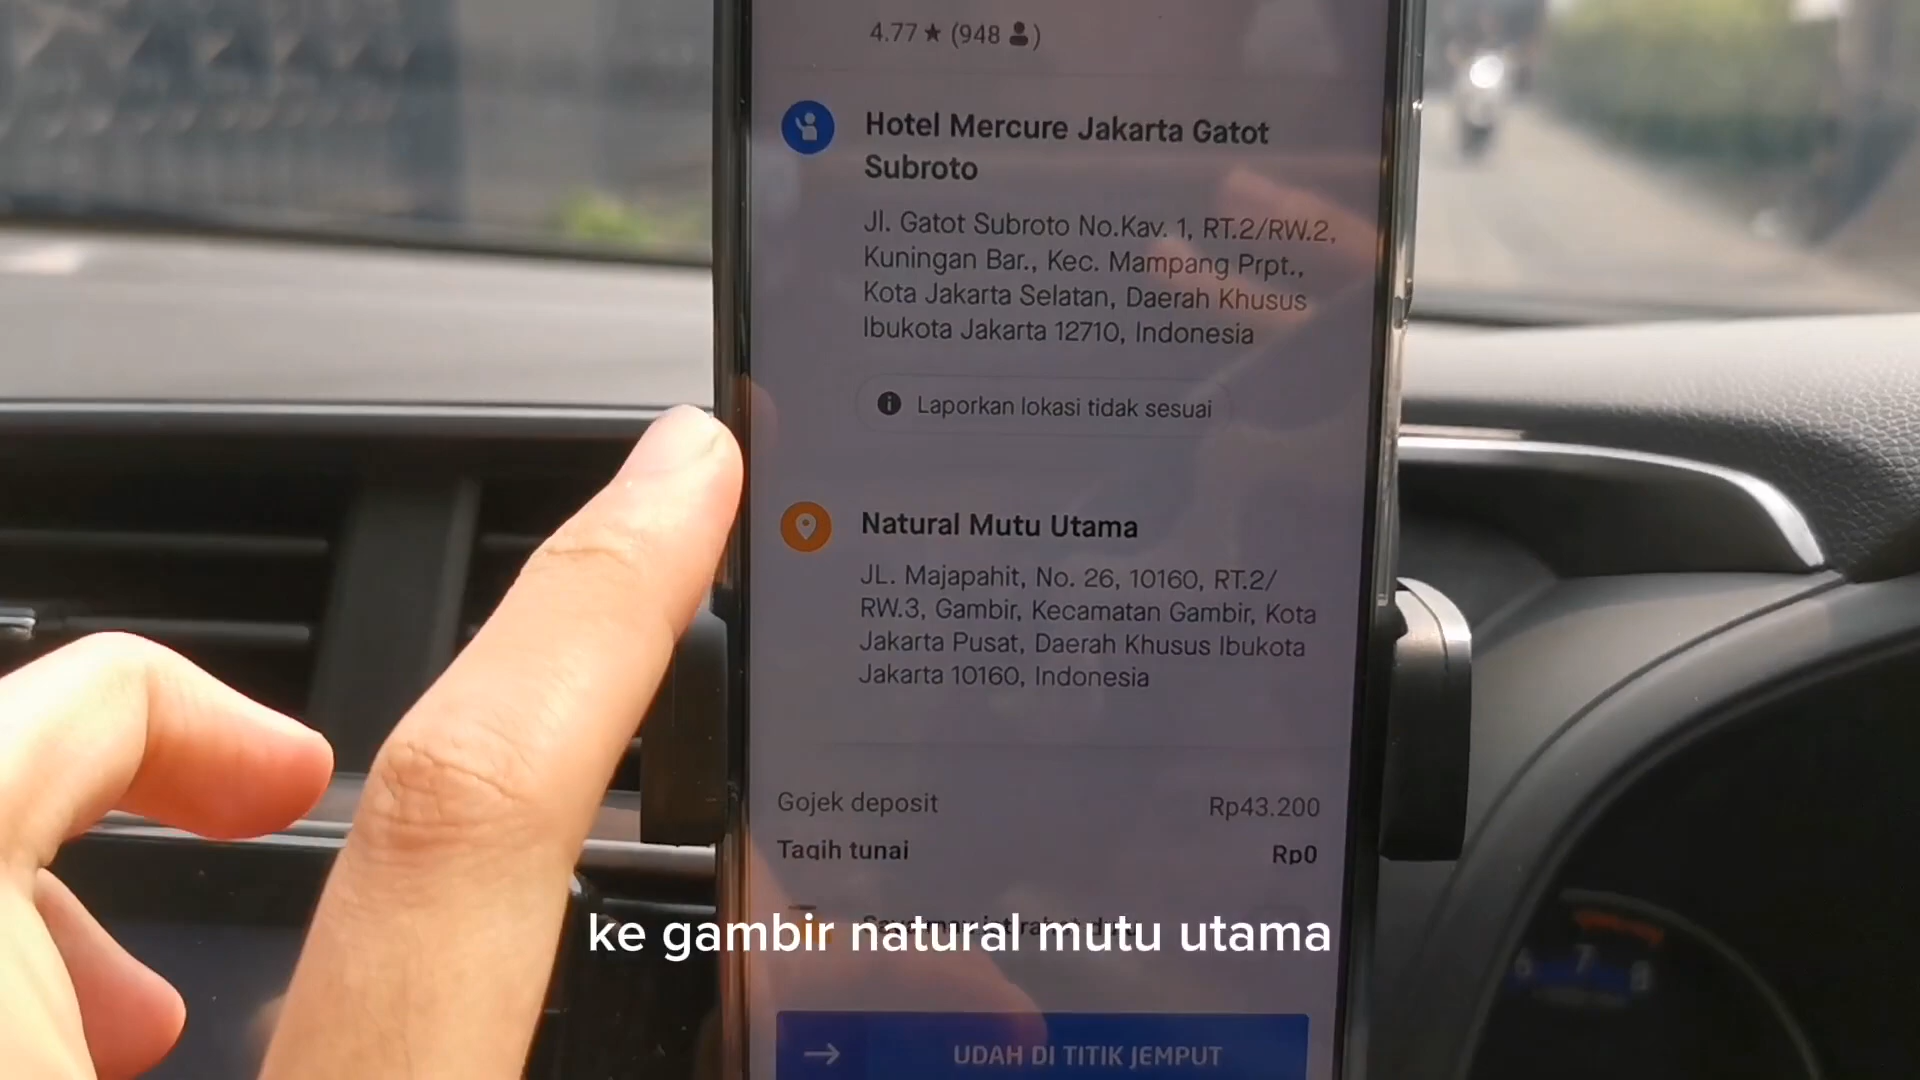 4.77 ★ (948 )
Hotel Mercure Jakarta Gatot
Subroto
Jl. Gatot Subroto No.Kav. 1, RT.2/RW.2,
Kuningan Bar., Kec. Mampang Prpt.,
Kota Jakarta Selatan, Daerah Khusus
Ibukota Jakarta 12710, Indonesia
Laporkan lokasi tidak sesuai
Natural Mutu Utama
JL. Majapahit, No. 26, 10160, RT.2/
RW.3, Gambir, Kecamatan Gambir, Kota
Jakarta Pusat, Daerah Khusus Ibukota
Jakarta 10160, Indonesia
Gojek deposit Rp43.200
Tagih tunai Rp0
ke gambir natural mutu utama
→ UDAH DI TITIK JEMPUT
6 7 8